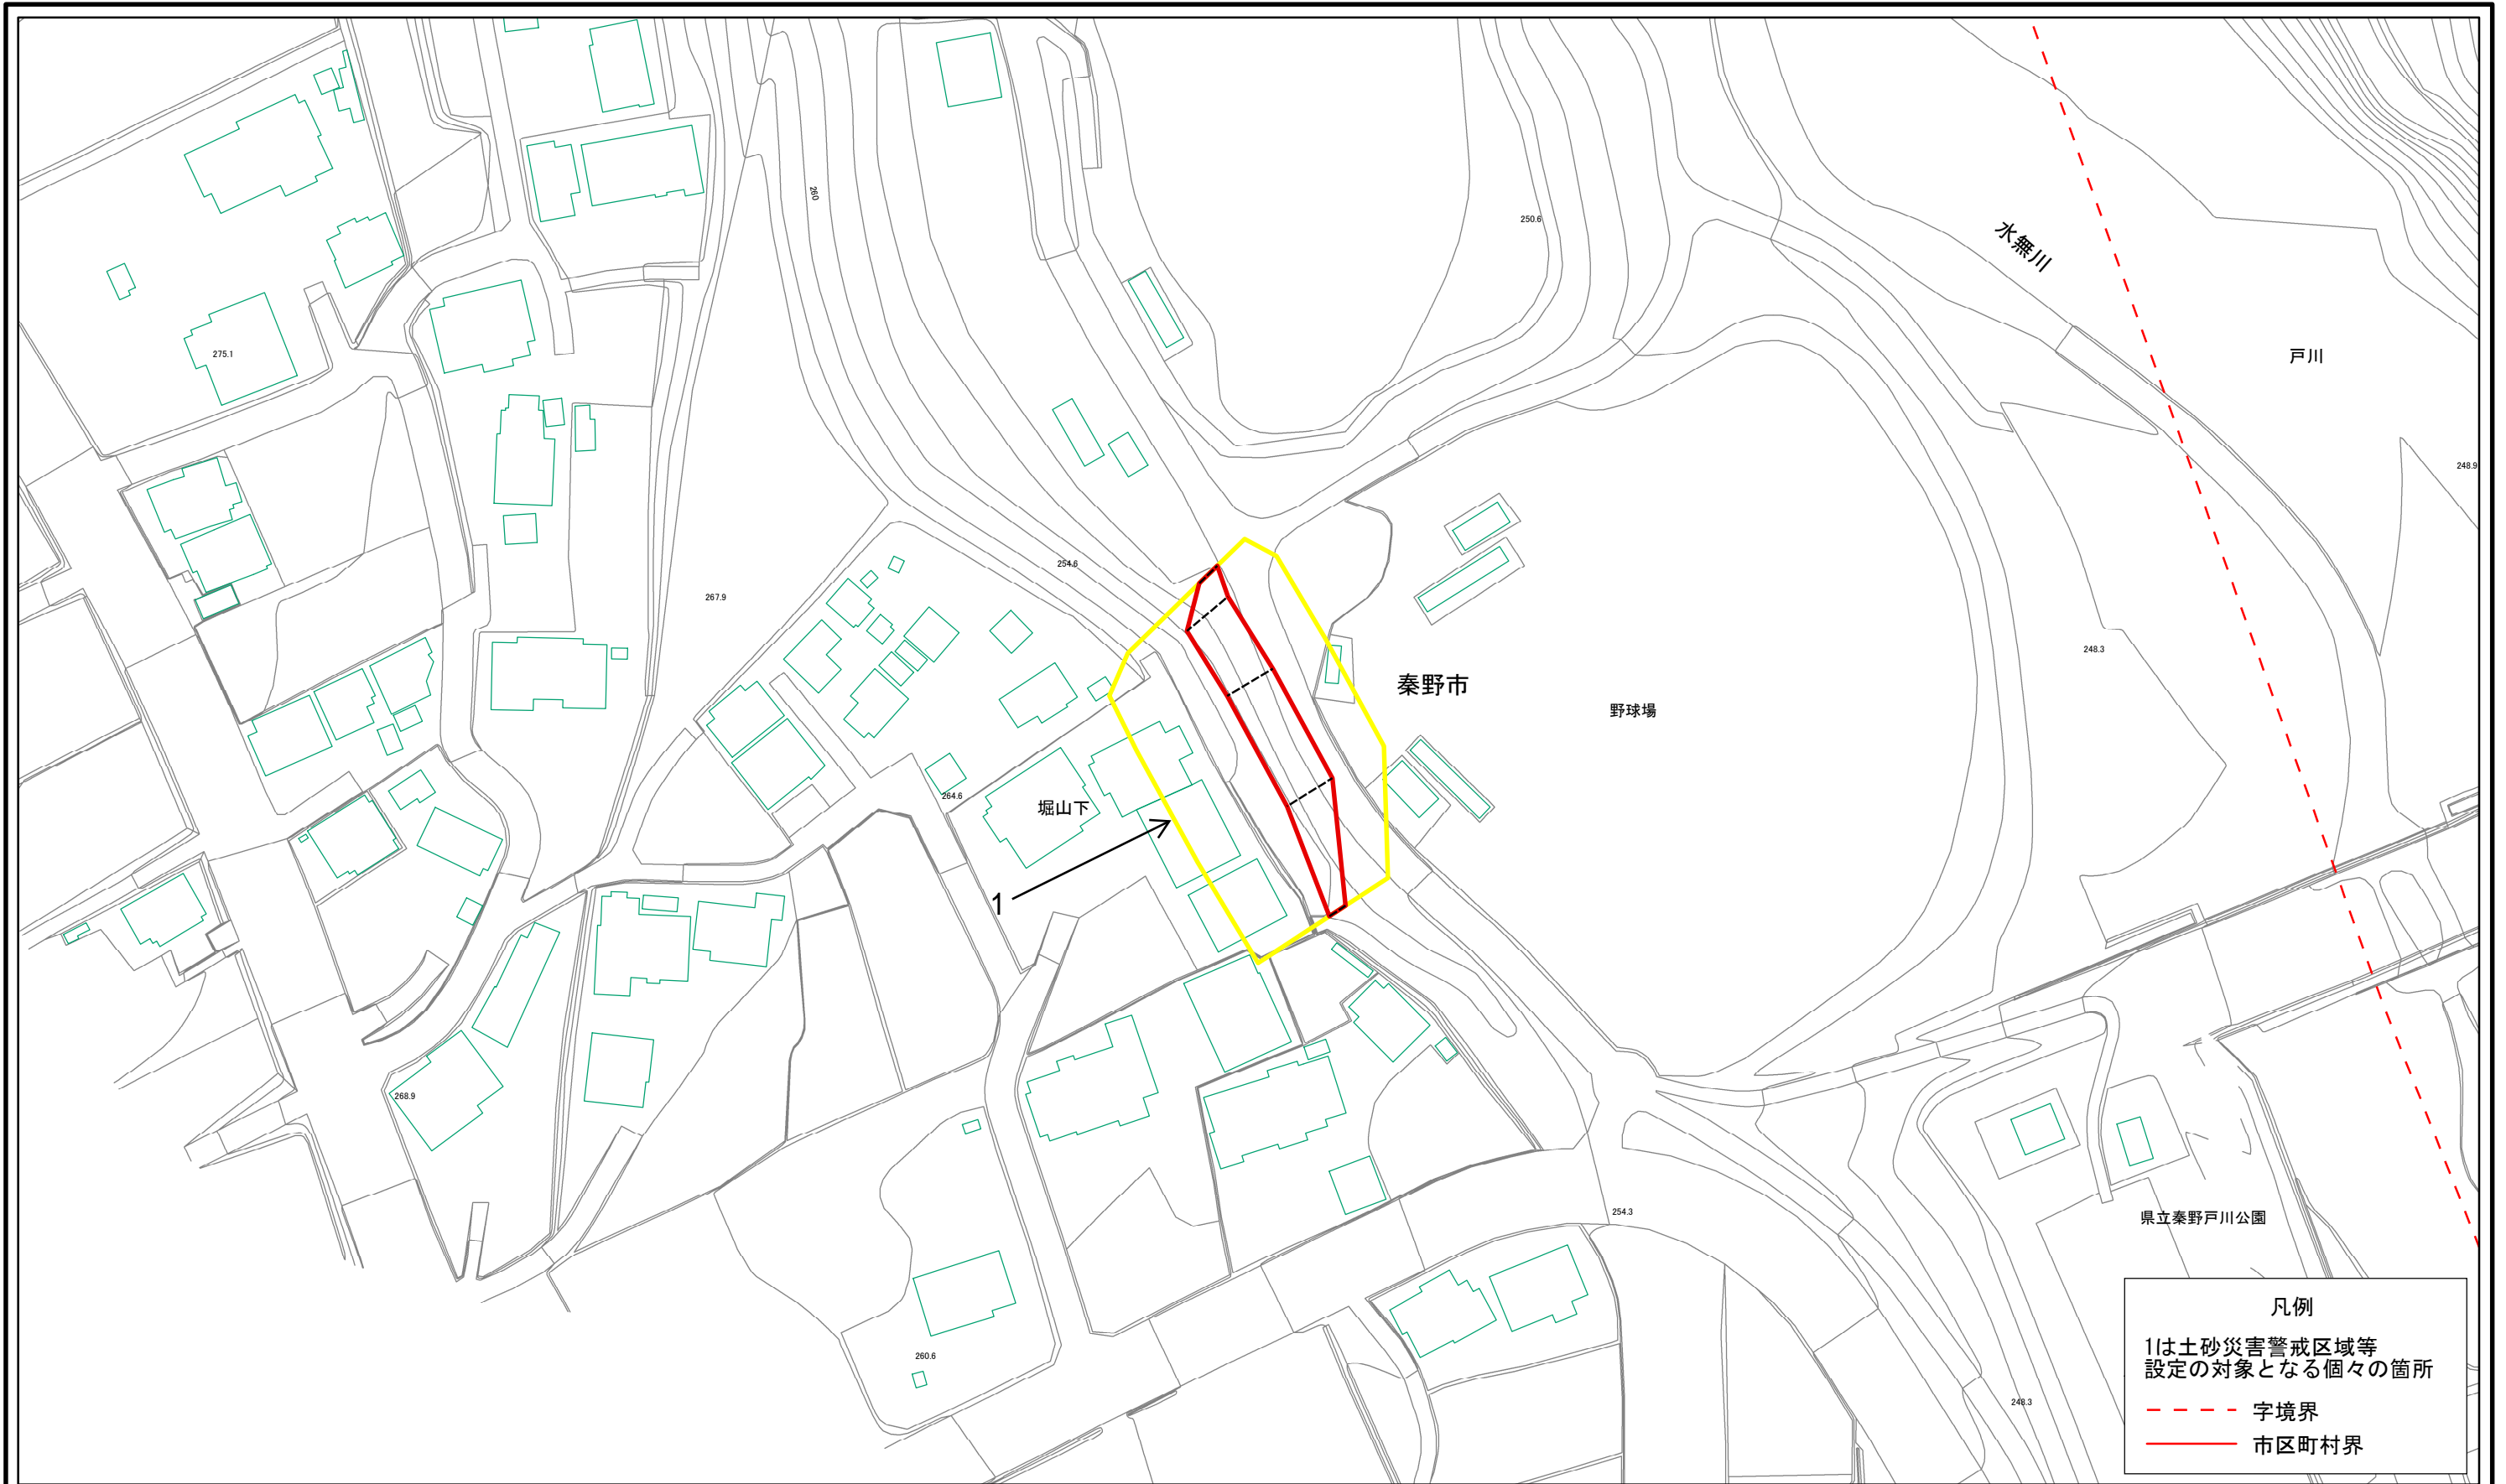 260
250.6
水無川
275.1
戸川
248.9
254.6
267.9
248.3
秦野市
野球場
264.6
堀山下
1
268.9
254.3
県立秦野戸川公園
260.6
248.3
凡例
1は土砂災害警戒区域等
設定の対象となる個々の箇所
字境界
市区町村界